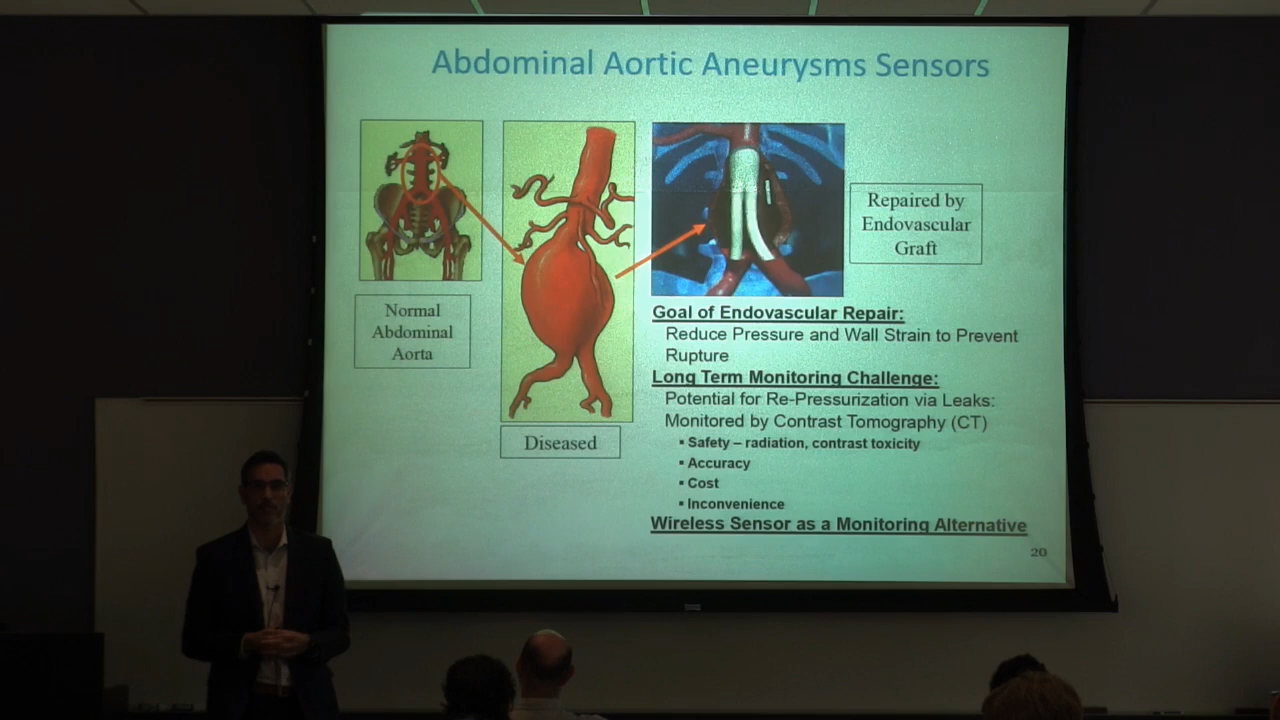 Abdominal Aortic Aneurysms Sensors
Normal
Abdominal
Aorta
Diseased
Repaired by
Endovascular
Graft
Goal of Endovascular Repair:
Reduce Pressure and Wall Strain to Prevent
Rupture
Long Term Monitoring Challenge:
Potential for Re-Pressurization via Leaks:
Monitored by Contrast Tomography (CT)
▪ Safety – radiation, contrast toxicity
▪ Accuracy
▪ Cost
▪ Inconvenience
Wireless Sensor as a Monitoring Alternative
20